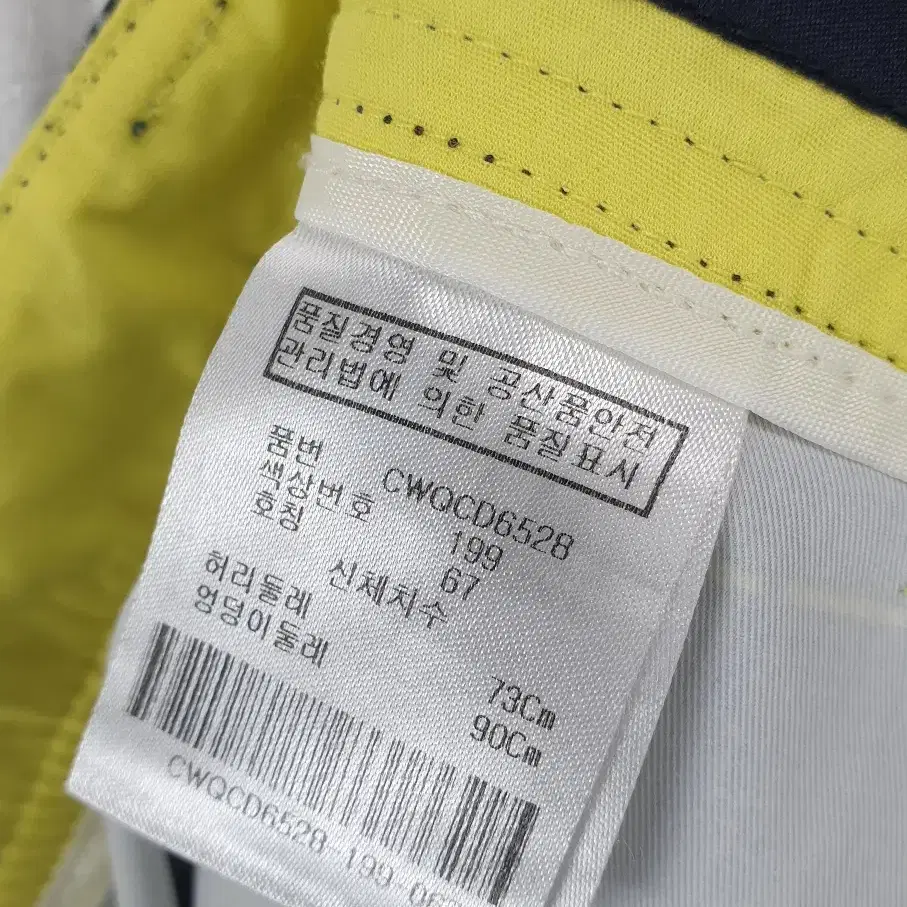 품질경영 및 공산품안전
관리법에 의한 품질표시
품번 CWQCD6528
색상번호 199
호칭 67
신체치수
허리둘레 73Cm
엉덩이둘레 90Cm
CWQCD6528 199-06